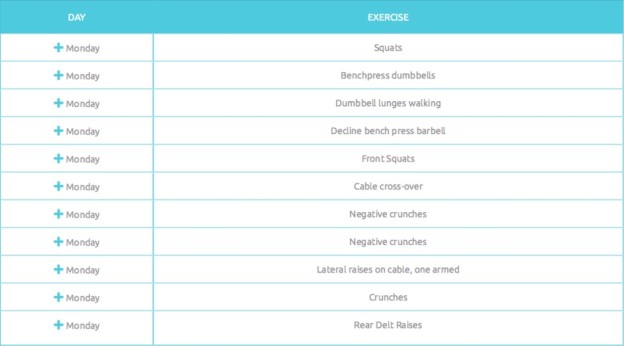 DAY EXERCISE
Monday Squats
Monday Benchpress dumbbells
Monday Dumbbell lunges walking
Monday Decline bench press barbell
Monday Front Squats
Monday Cable cross-over
Monday Negative crunches
Monday Negative crunches
Monday Lateral raises on cable, one armed
Monday Crunches
Monday Rear Delt Raises